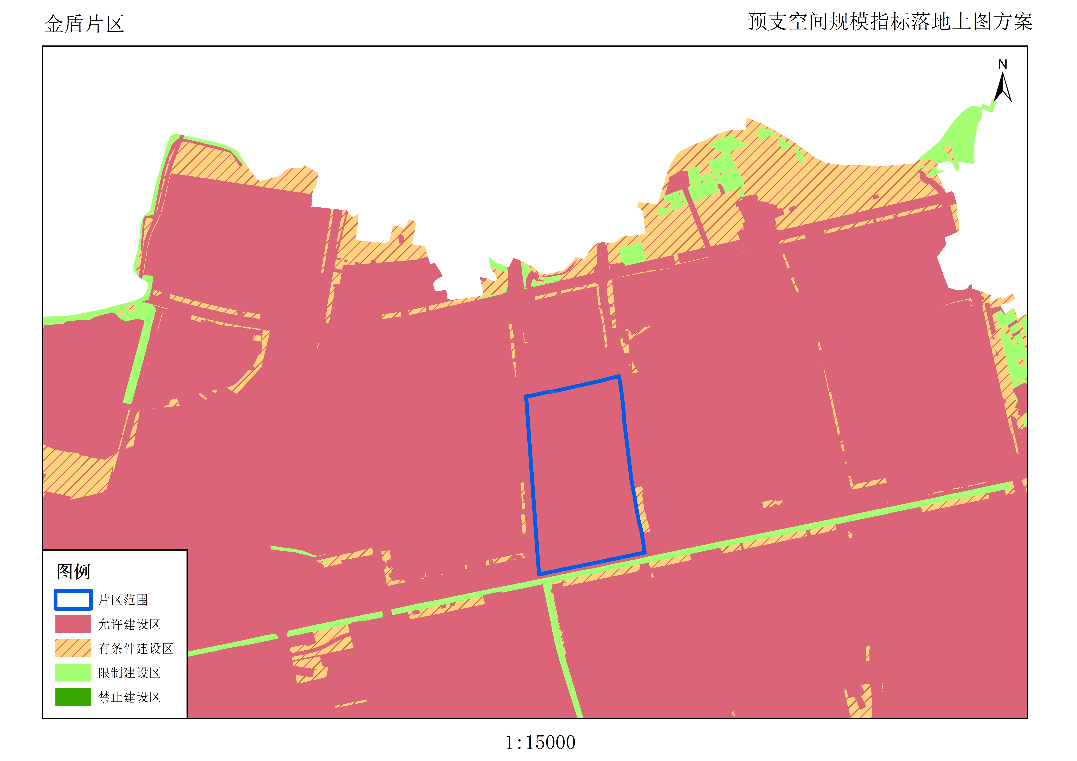 金盾片区
预支空间规模指标落地上图方案
N
图例
片区范围
允许建设区
有条件建设区
限制建设区
禁止建设区
1:15000